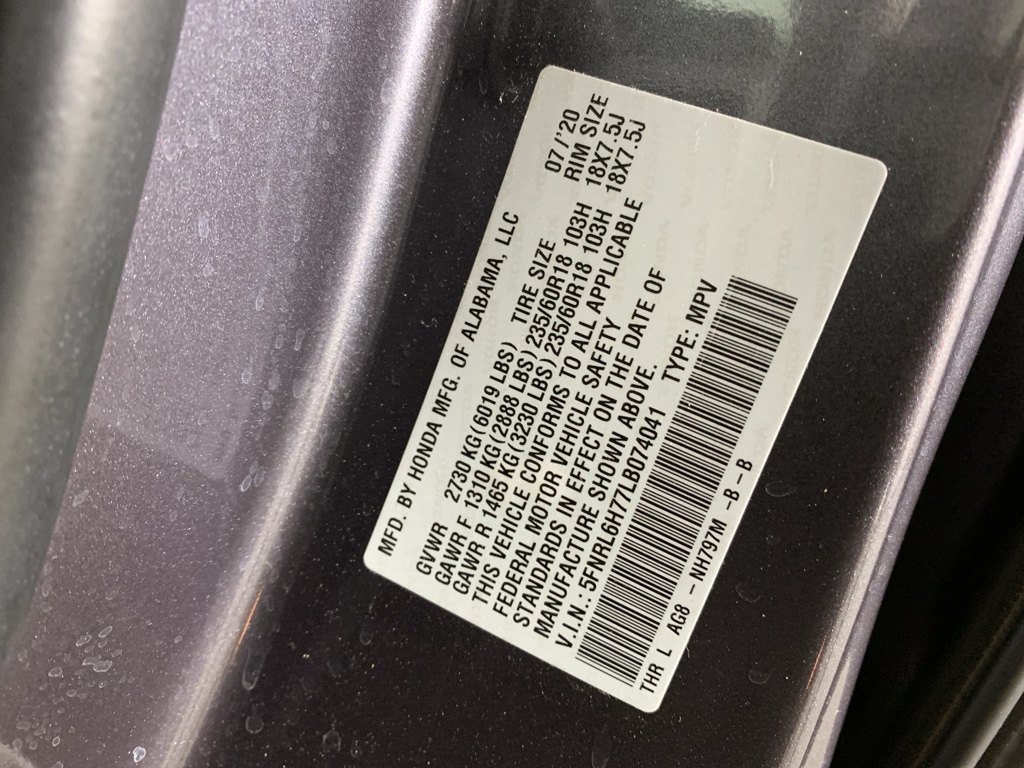 MFD. BY HONDA MFG. OF ALABAMA, LLC 07/'20
GVWR 2730 KG(6019 LBS) TIRE SIZE RIM SIZE
GAWR F 1310 KG(2888 LBS) 235/60R18 103H 18X7.5J
GAWR R 1465 KG(3230 LBS) 235/60R18 103H 18X7.5J
THIS VEHICLE CONFORMS TO ALL APPLICABLE
FEDERAL MOTOR VEHICLE SAFETY
STANDARDS IN EFFECT ON THE DATE OF
MANUFACTURE SHOWN ABOVE.
V.I.N.: 5FNRL6H777LB074041 TYPE: MPV
THR L AG8 - NH797M - B - B